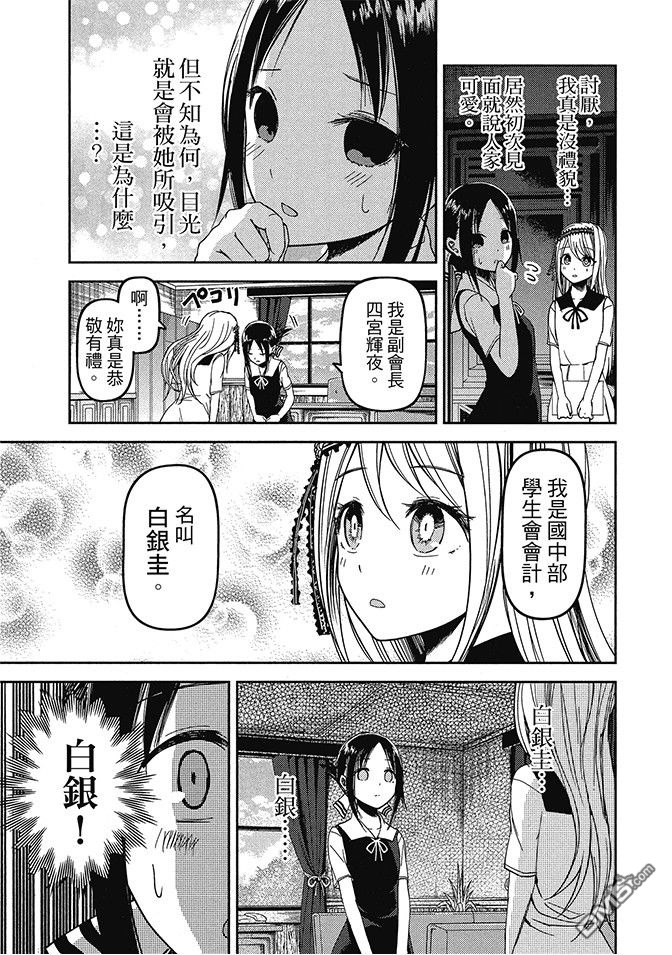 討厭，
我真是沒禮貌⋯⋯
居然初次見
面就說人家
可愛。
但不知為何，目光
就是會被她所吸引，
這是為什麼
⋯？
我是副會長
四宮輝夜。
ペコリ
啊⋯⋯
妳真是恭
敬有禮。
我是國中部
學生會會計，
名叫
白銀圭。
白銀圭⋯
白銀⋯⋯
白銀！